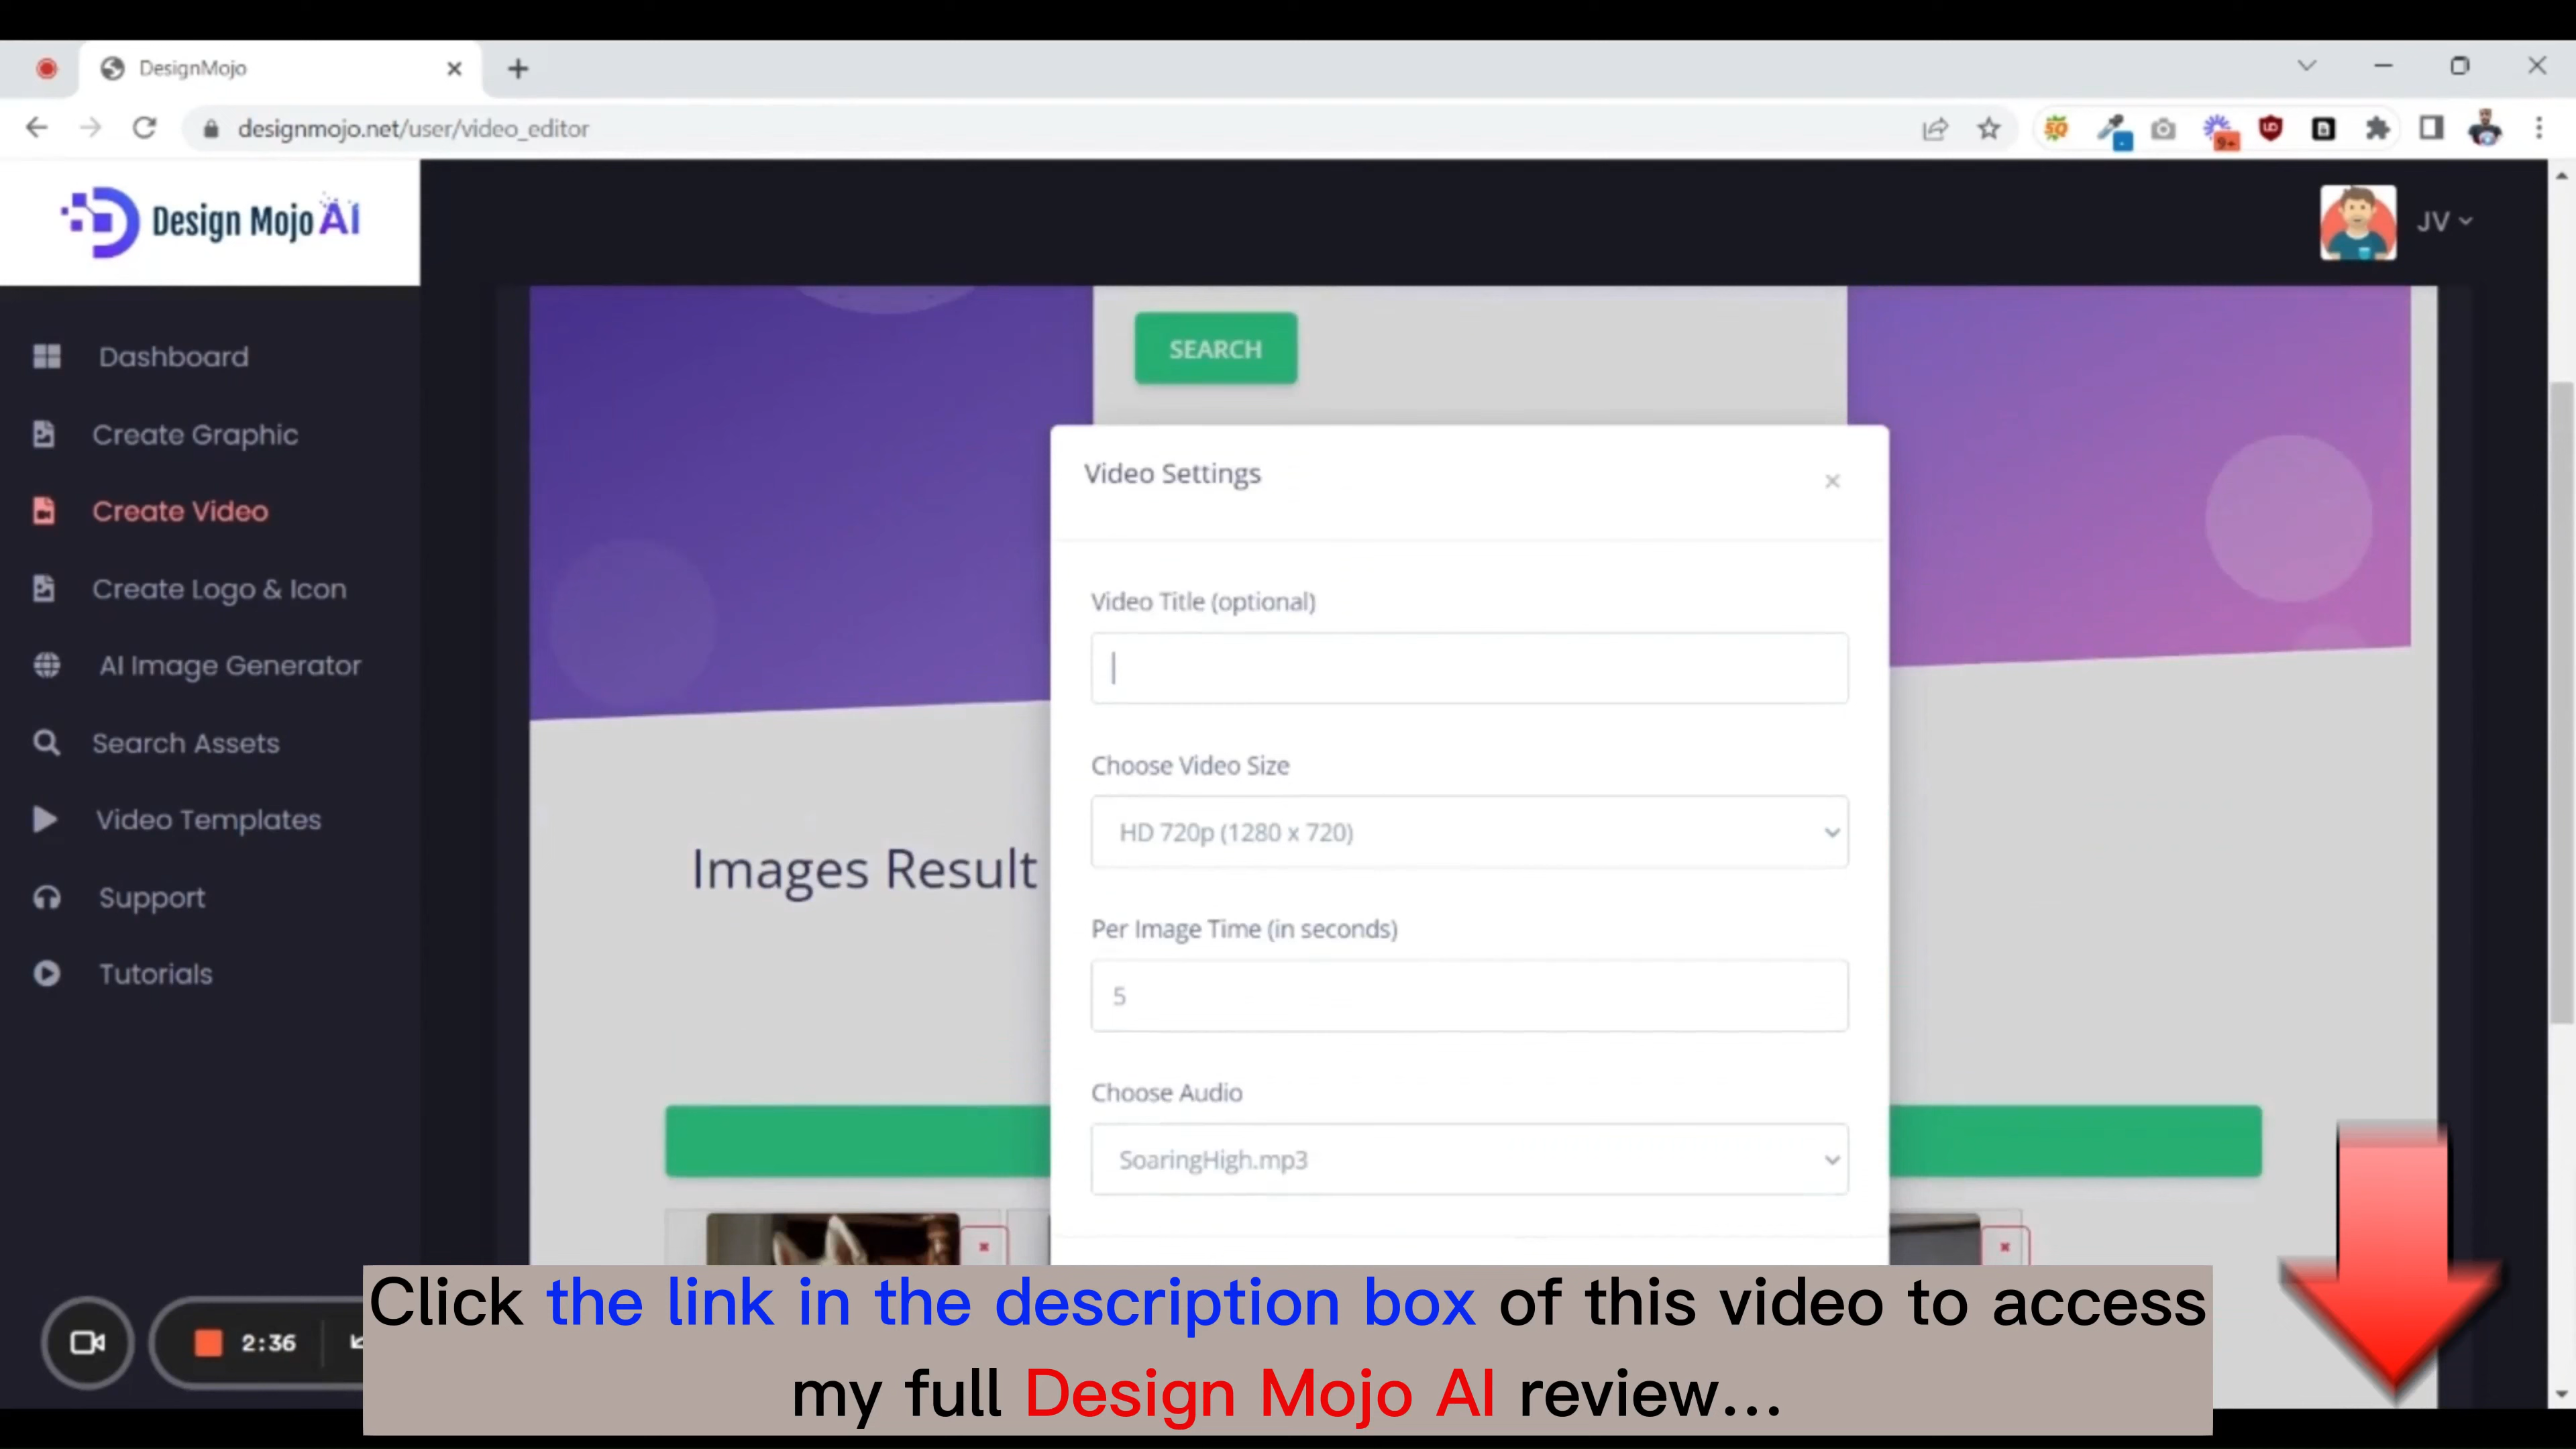 DesignMojo
designmojo.net/user/video_editor
9+
Design Mojo AI
JV
Dashboard
Create Graphic
Create Video
Create Logo & Icon
AI Image Generator
Search Assets
Video Templates
Support
Tutorials
SEARCH
Images Result
Video Settings
Video Title (optional)
Choose Video Size
HD 720p (1280 x 720)
Per Image Time (in seconds)
5
Choose Audio
SoaringHigh.mp3
2:36
Click the link in the description box of this video to access
my full Design Mojo AI review...